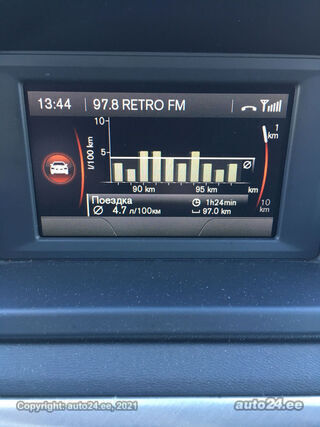 13:44 97.8 RETRO FM
10
l/100 km
5
90 km 95 km
1
km
10
km
Поездка 1h24min
4.7 л/100км 97.0 km
Copyright: auto24.ee, 2021 auto24.ee